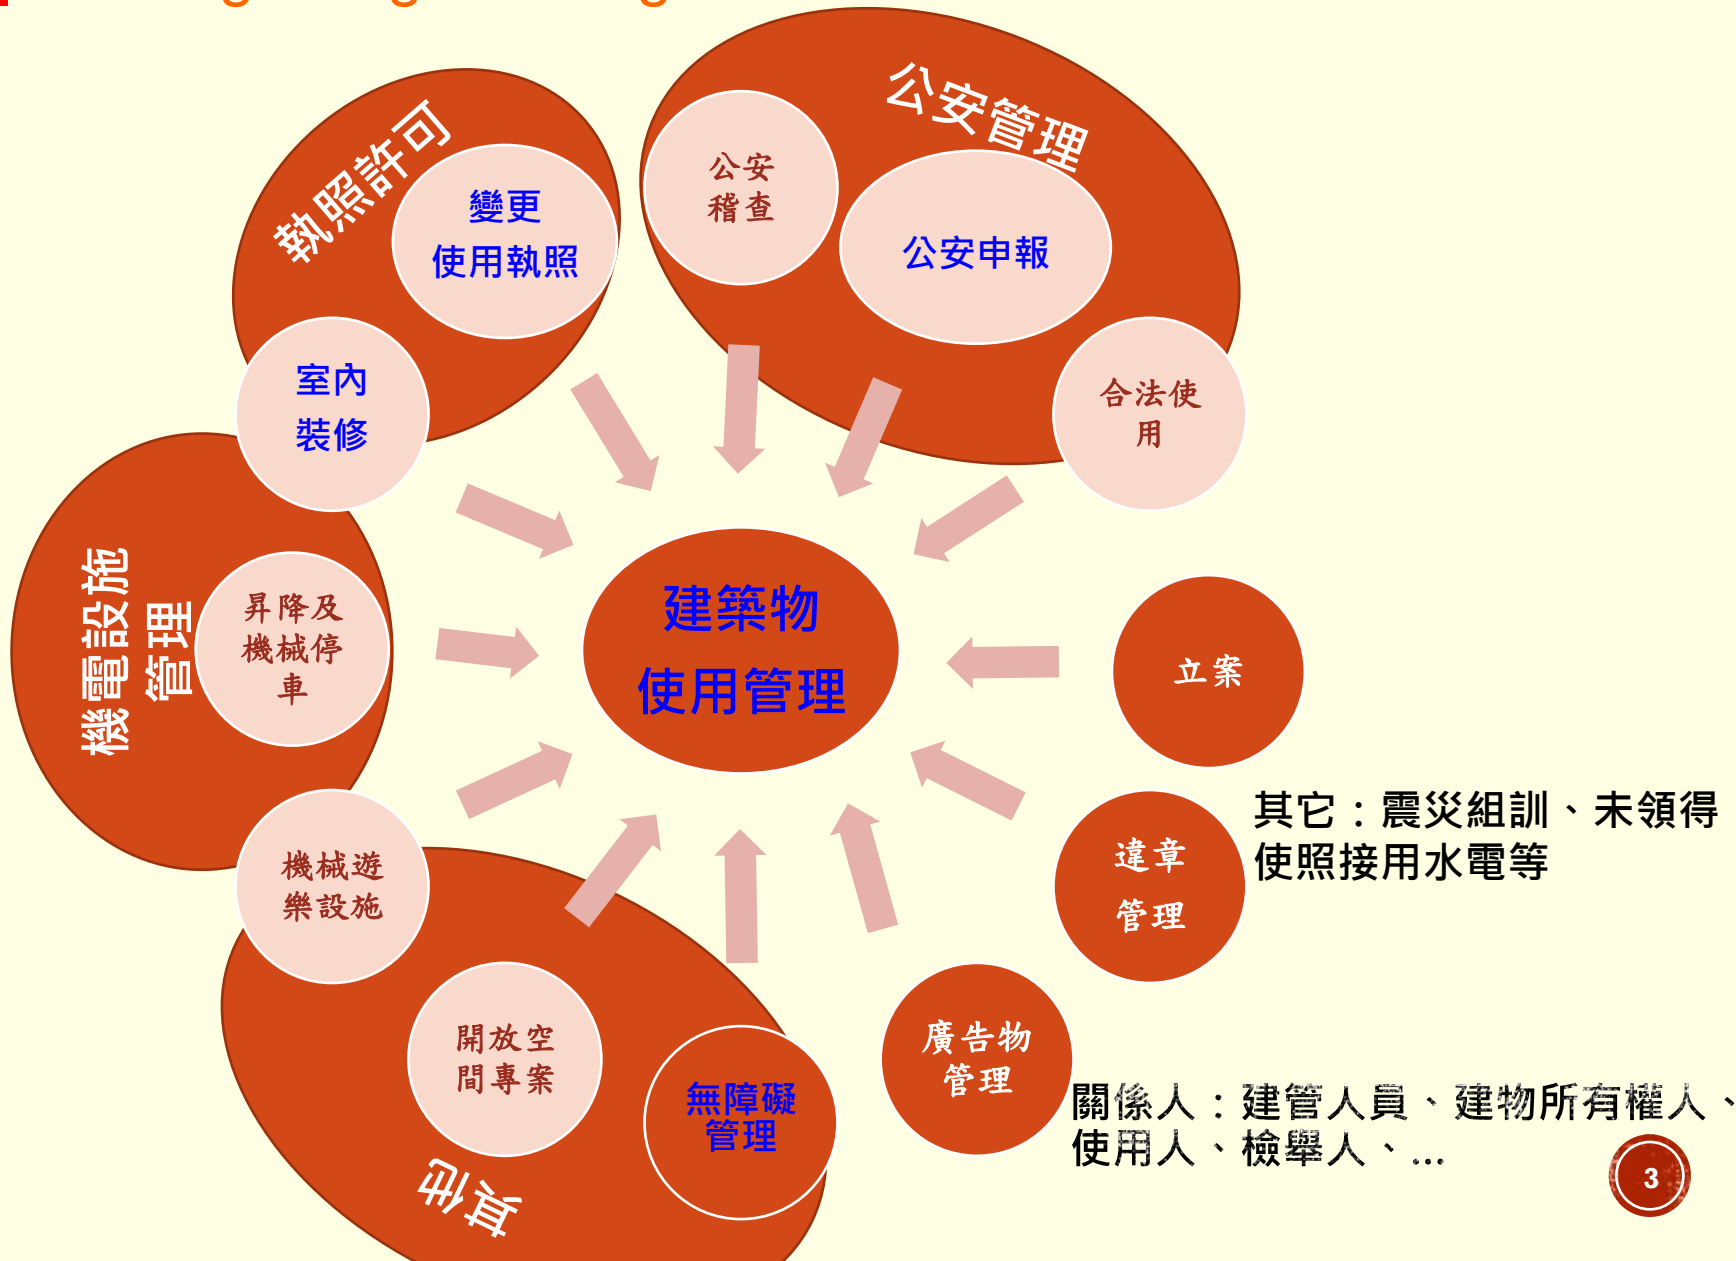 公安管理
執照許可
公安
稽查
變更
使用執照
公安申報
室內
裝修
合法使
用
機電設施
管理
昇降及
機械停
車
建築物
使用管理
立案
其它：震災組訓、未領得
使照接用水電等
違章
管理
機械遊
樂設施
開放空
間專案
無障礙
管理
廣告物
管理
關係人：建管人員、建物所有權人、
使用人、檢舉人、...
其他
3